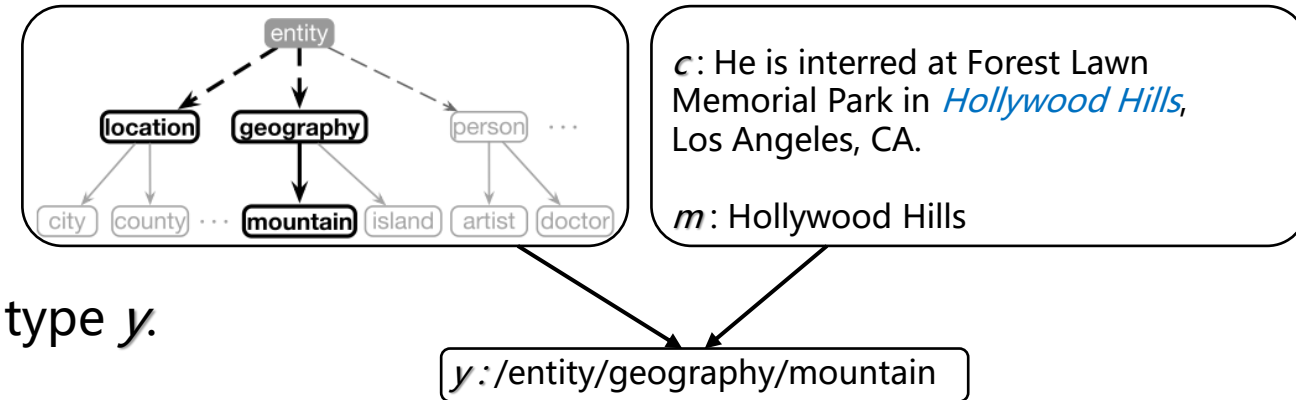 entity
location geography person ...
city county ... mountain island artist doctor
c: He is interred at Forest Lawn
Memorial Park in Hollywood Hills,
Los Angeles, CA.
m: Hollywood Hills
type y.
y:/entity/geography/mountain